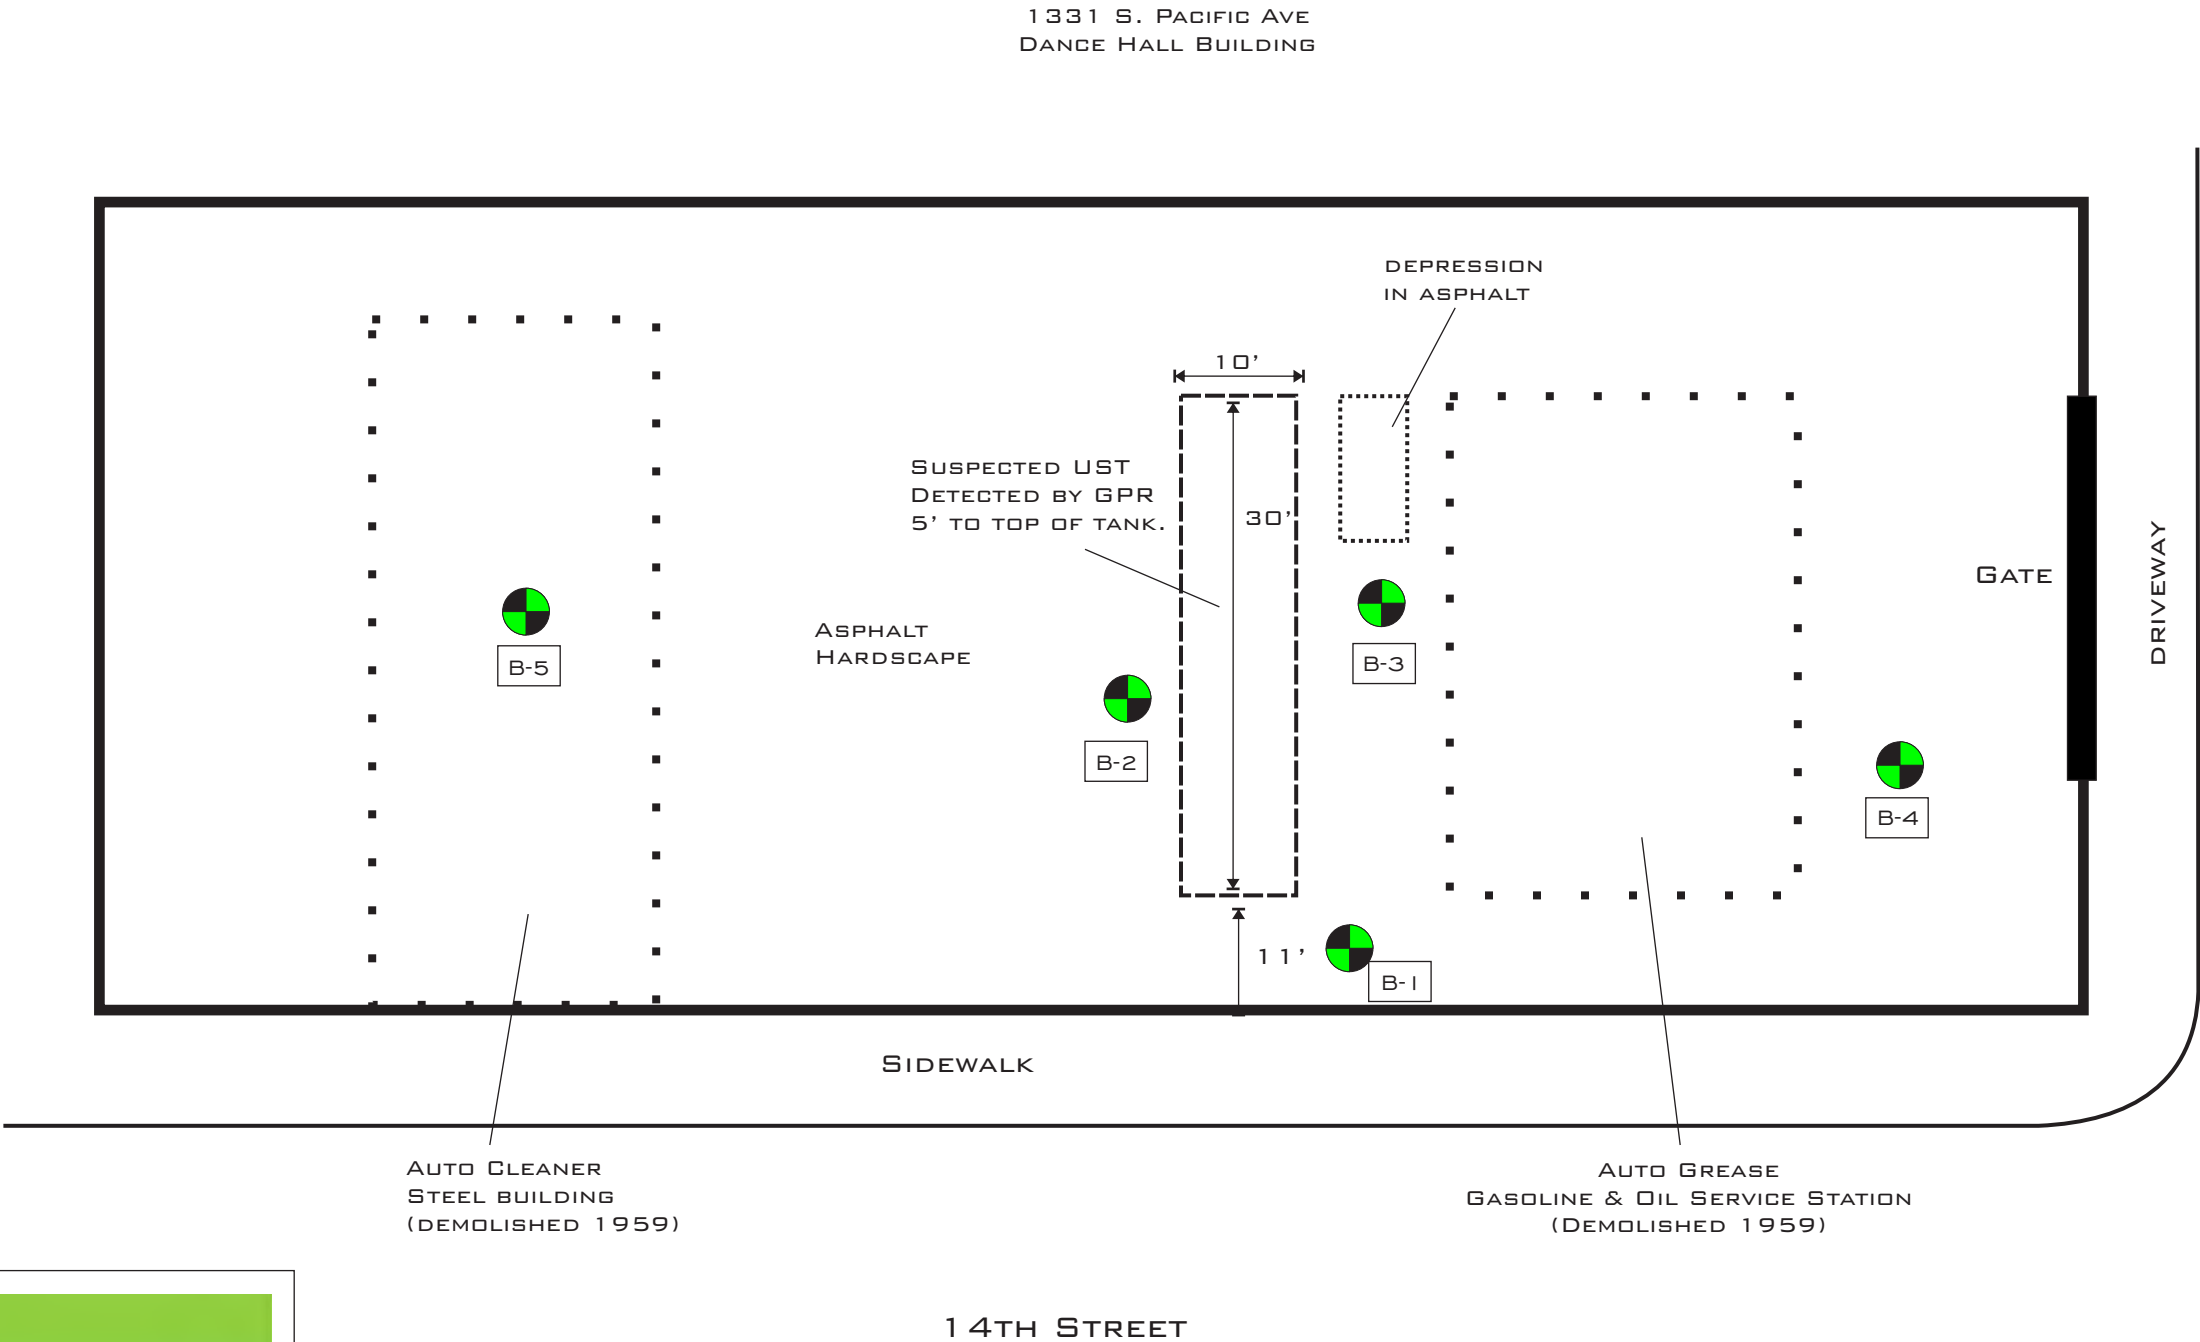 1331 S. Pacific Ave
Dance Hall Building
depression
in asphalt
10’
Suspected UST
Detected by GPR
5’ to top of tank.
30’
Gate
Driveway
Asphalt
Hardscape
B-5
B-3
B-2
B-4
11’
B-1
Sidewalk
Auto Cleaner
Steel building
(demolished 1959)
Auto Grease
Gasoline & Oil Service Station
(Demolished 1959)
14th Street